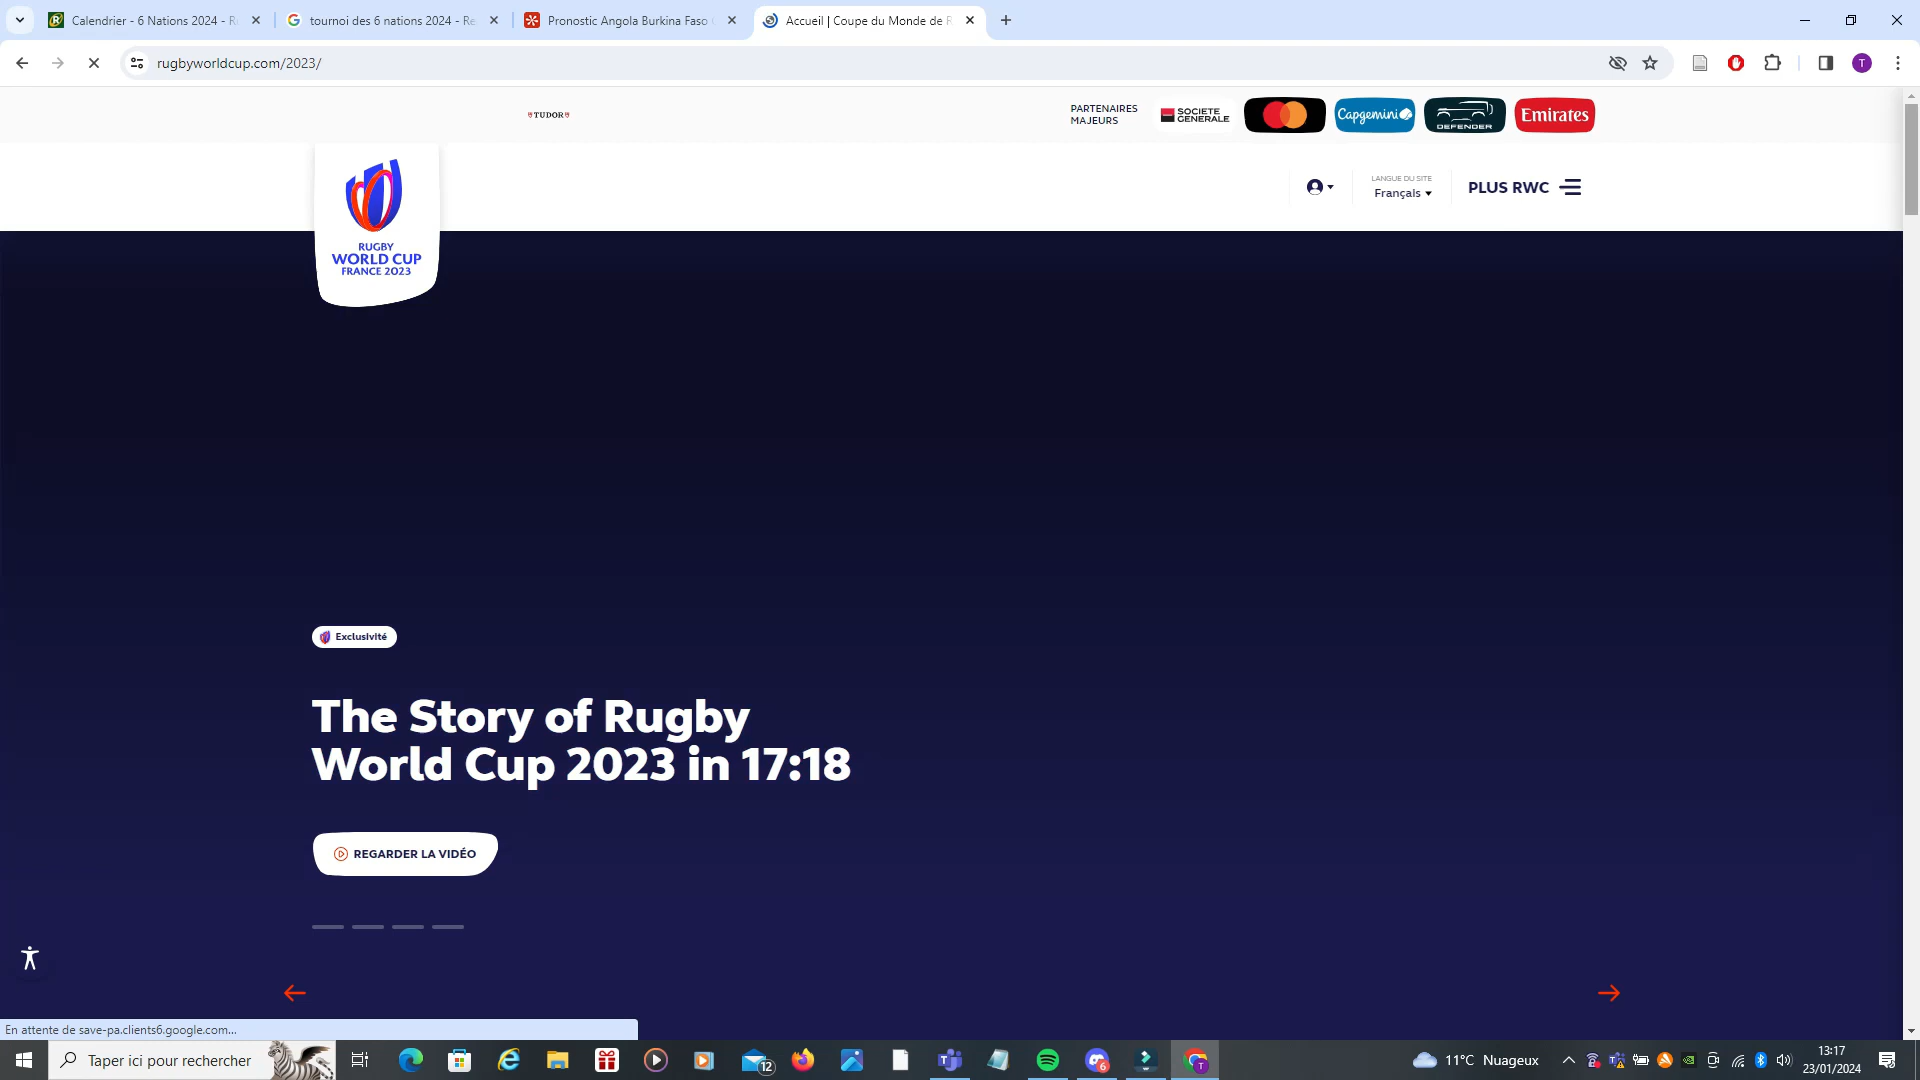 Calendrier - 6 Nations 2024 - R
tournoi des 6 nations 2024 - Re
Pronostic Angola Burkina Faso
Accueil | Coupe du Monde de R
rugbyworldcup.com/2023/
T
TUDOR
PARTENAIRES
MAJEURS
SOCIETE
GENERALE
Capgemini
DEFENDER
Emirates
RUGBY
WORLD CUP
FRANCE 2023
LANGUE DU SITE
Français
PLUS RWC
Exclusivité
The Story of Rugby
World Cup 2023 in 17:18
REGARDER LA VIDÉO
En attente de save-pa.clients6.google.com...
Taper ici pour rechercher
12
6
T
11°C Nuageux
13:17
23/01/2024